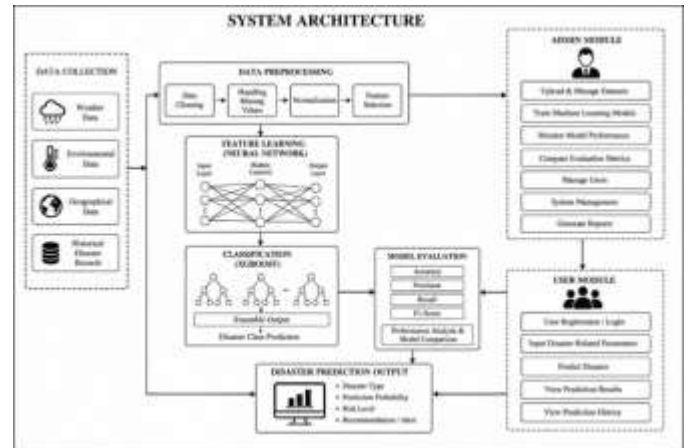 SYSTEM ARCHITECTURE
DATA COLLECTION
Weather
Data
Environmental
Data
Geographical
Data
Historical
Disaster
Records
DATA PREPROCESSING
Data
Cleaning
Handling
Missing
Values
Normalization
Feature
Selection
FEATURE LEARNING
(NEURAL NETWORK)
Input
Layer
Hidden
Layer(s)
Output
Layer
CLASSIFICATION
(XGBOOST)
Ensemble Output
Disaster Class Prediction
MODEL EVALUATION
Accuracy
Precision
Recall
F1-Score
Performance Analysis &
Model Comparison
DISASTER PREDICTION OUTPUT
• Disaster Type
• Prediction Probability
• Risk Level
• Recommendation / Alert
ADMIN MODULE
Upload & Manage Datasets
Train Machine Learning Models
Monitor Model Performance
Compare Evaluation Metrics
Manage Users
System Management
Generate Reports
USER MODULE
User Registration / Login
Input Disaster-Related Parameters
Predict Disaster
View Prediction Results
View Prediction History